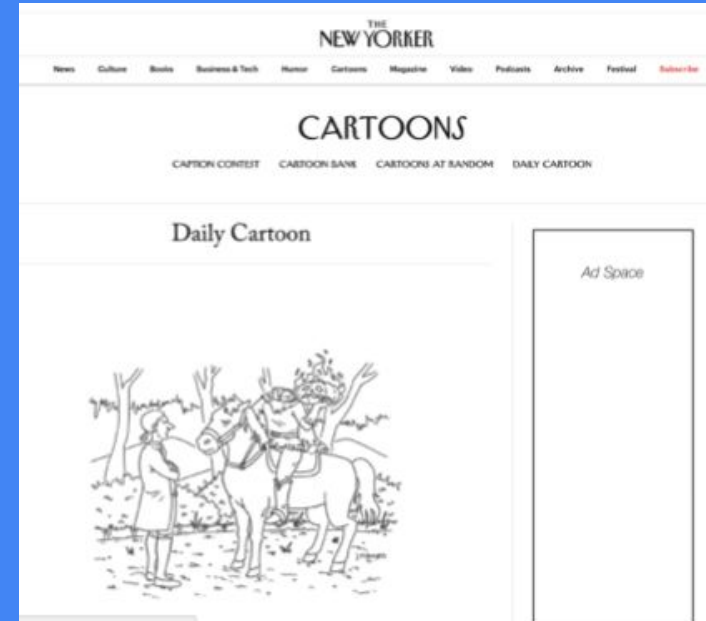 THE
NEW YORKER
News Culture Books Business & Tech Humor Cartoons Magazine Video Podcasts Archive Festival Subscribe
CARTOONS
CAPTION CONTEST CARTOON BANK CARTOONS AT RANDOM DAILY CARTOON
Daily Cartoon
Ad Space